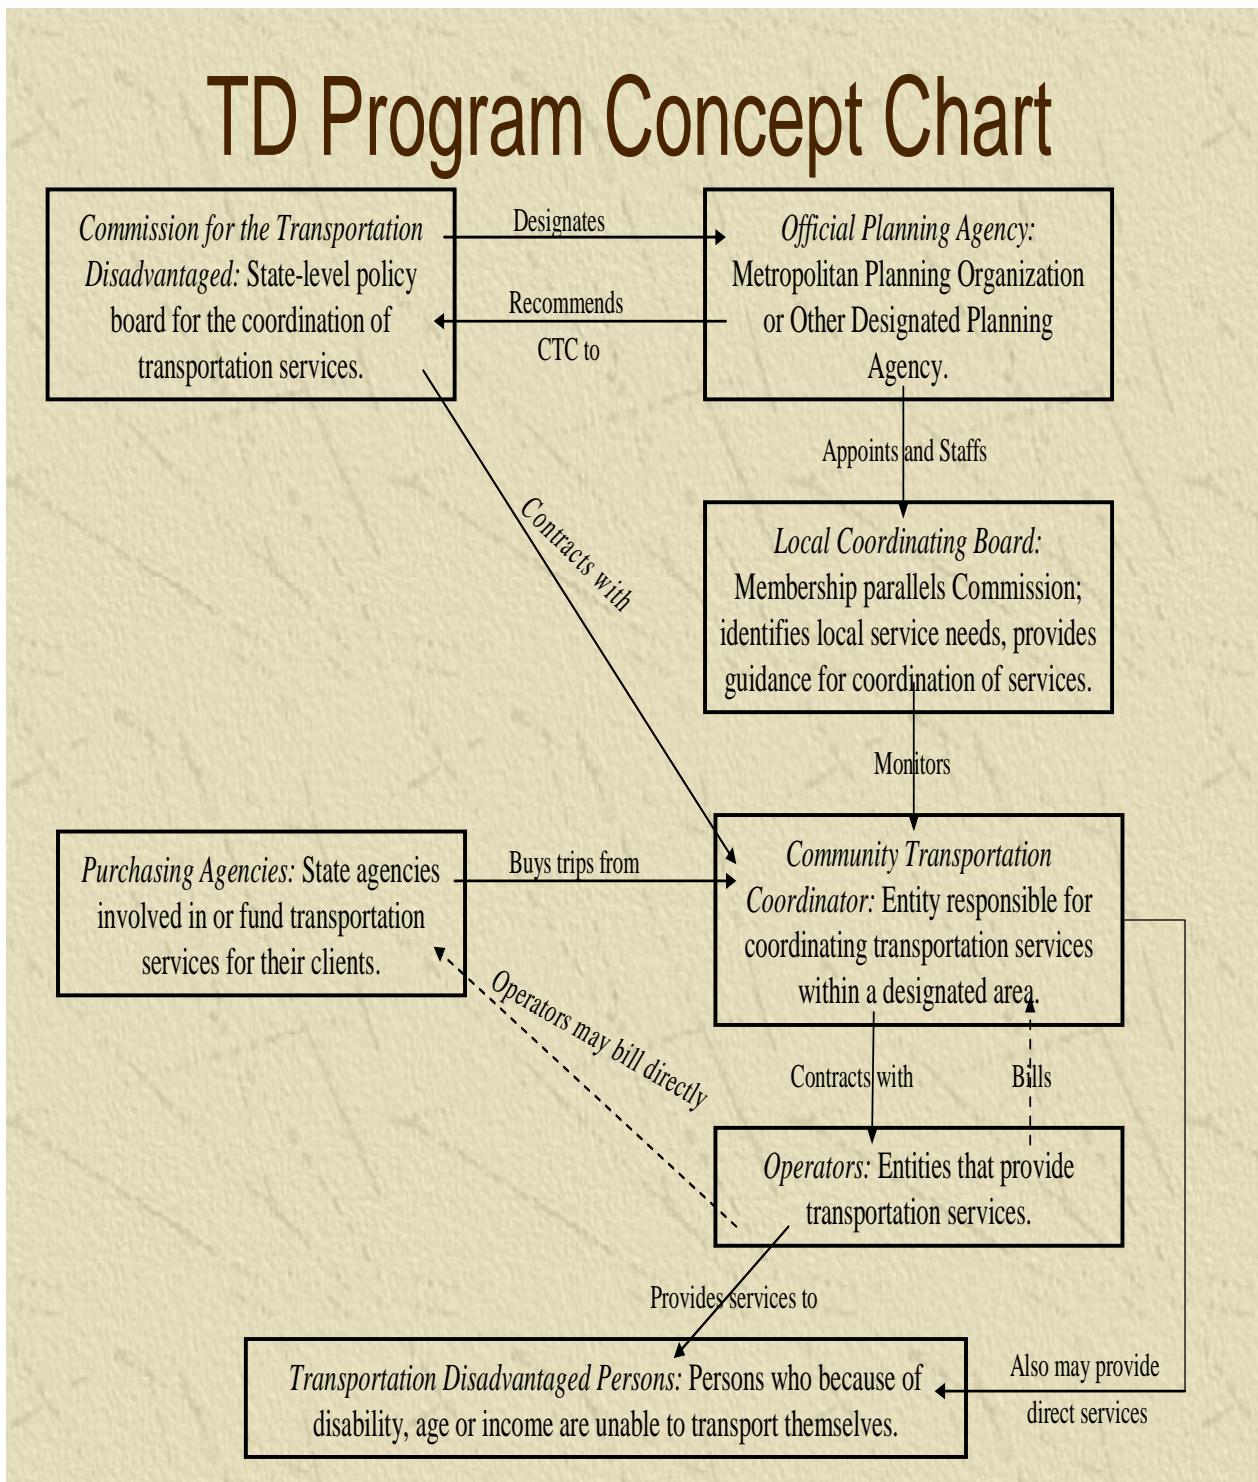 TD Program Concept Chart
Commission for the Transportation
Disadvantaged: State-level policy
board for the coordination of
transportation services.
Designates
Recommends
CTC to
Official Planning Agency:
Metropolitan Planning Organization
or Other Designated Planning
Agency.
Appoints and Staffs
Contracts with
Local Coordinating Board:
Membership parallels Commission;
identifies local service needs, provides
guidance for coordination of services.
Monitors
Purchasing Agencies: State agencies
involved in or fund transportation
services for their clients.
Buys trips from
Community Transportation
Coordinator: Entity responsible for
coordinating transportation services
within a designated area.
Operators may bill directly
Contracts with
Bills
Operators: Entities that provide
transportation services.
Provides services to
Transportation Disadvantaged Persons: Persons who because of
disability, age or income are unable to transport themselves.
Also may provide
direct services